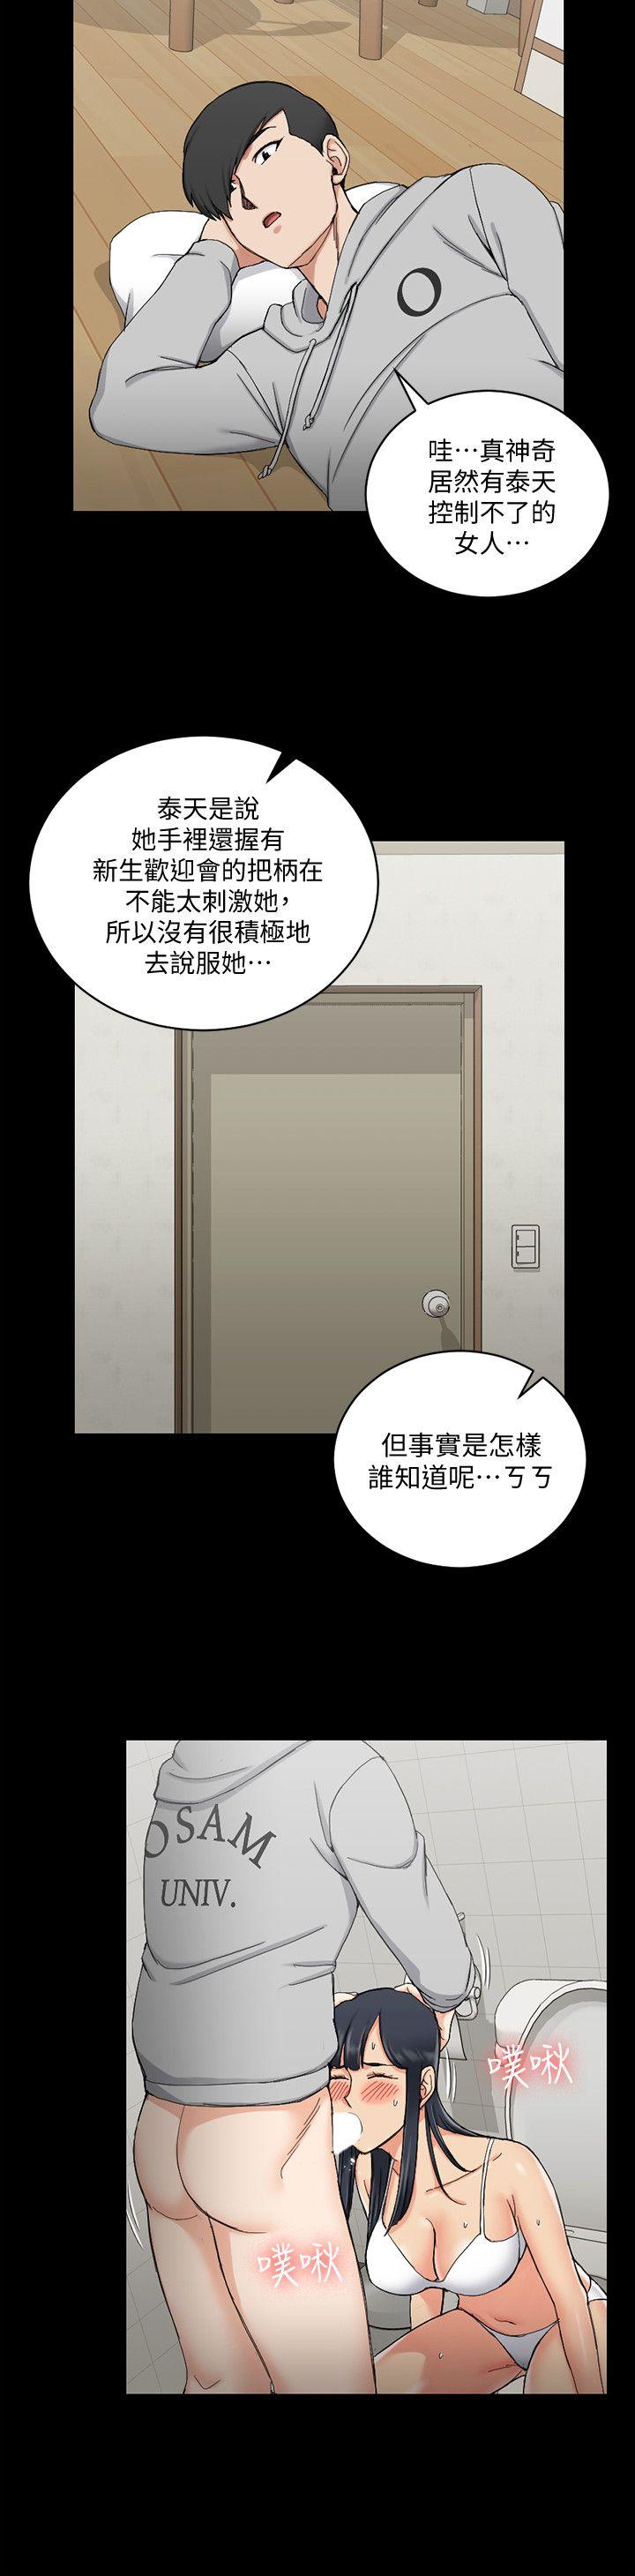 哇⋯真神奇
居然有泰天
控制不了的
女人⋯
泰天是說
她手裡還握有
新生歡迎會的把柄在
不能太刺激她，
所以沒有很積極地
去說服她⋯
但事實是怎樣
誰知道呢⋯ㄎㄎ
OSAM
UNIV.
噗啾
噗啾